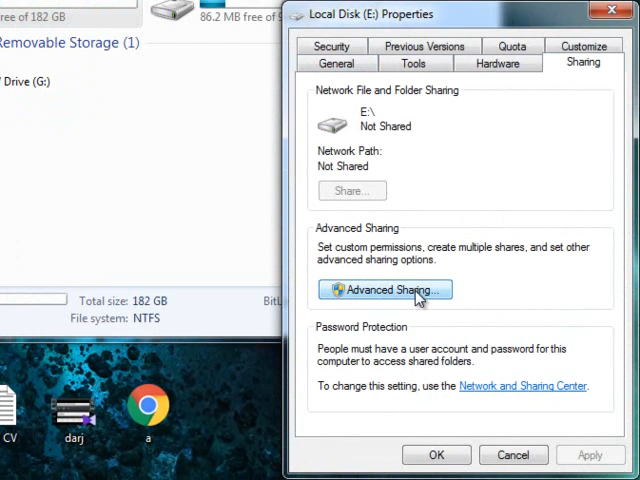 free of 182 GB
86.2 MB free of 9
Removable Storage (1)
Drive (G:)
Total size: 182 GB
BitL
File system: NTFS
CV
darj
a
Local Disk (E:) Properties
Security
Previous Versions
Quota
Customize
General
Tools
Hardware
Sharing
Network File and Folder Sharing
E:\
Not Shared
Network Path:
Not Shared
Share...
Advanced Sharing
Set custom permissions, create multiple shares, and set other
advanced sharing options.
Advanced Sharing...
Password Protection
People must have a user account and password for this
computer to access shared folders.
To change this setting, use the Network and Sharing Center.
OK
Cancel
Apply